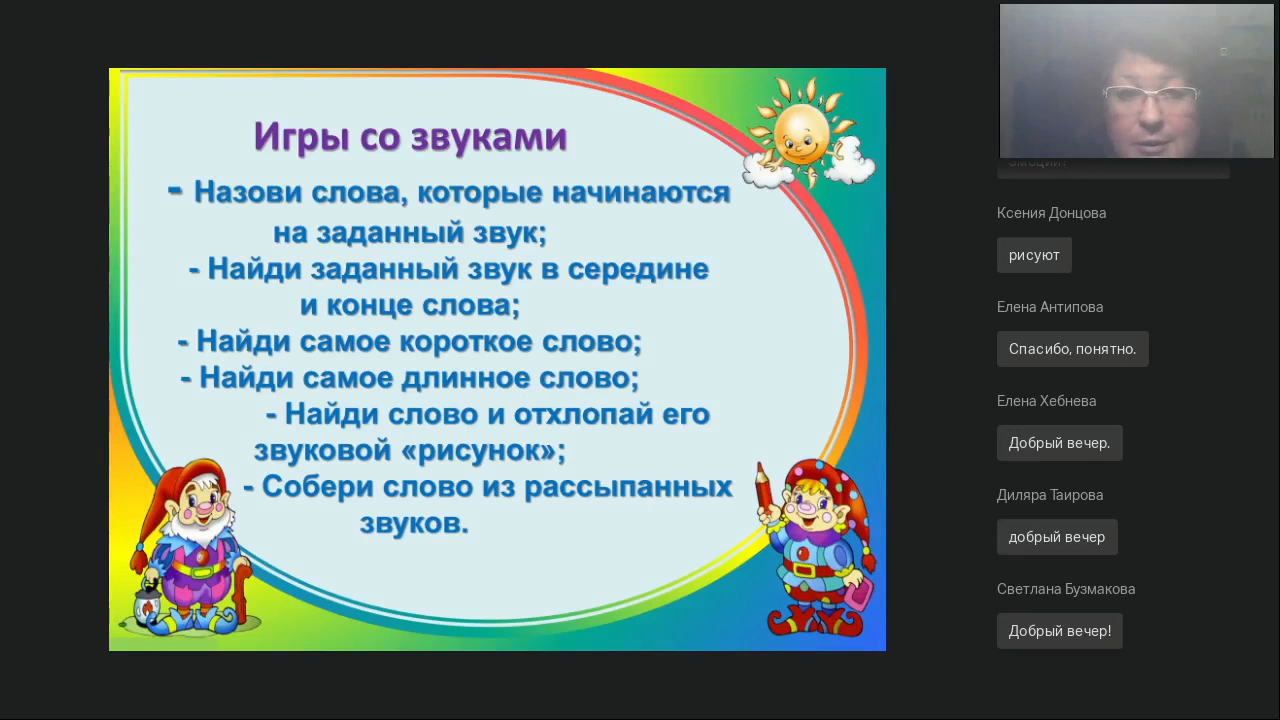 Игры со звуками
- Назови слова, которые начинаются
на заданный звук;
- Найди заданный звук в середине
и конце слова;
- Найди самое короткое слово;
- Найди самое длинное слово;
- Найди слово и отхлопай его
звуковой «рисунок»;
- Собери слово из рассыпанных
звуков.
Ксения Донцова
рисуют
Елена Антипова
Спасибо, понятно.
Елена Хебнева
Добрый вечер.
Диляра Таирова
добрый вечер
Светлана Бузмакова
Добрый вечер!